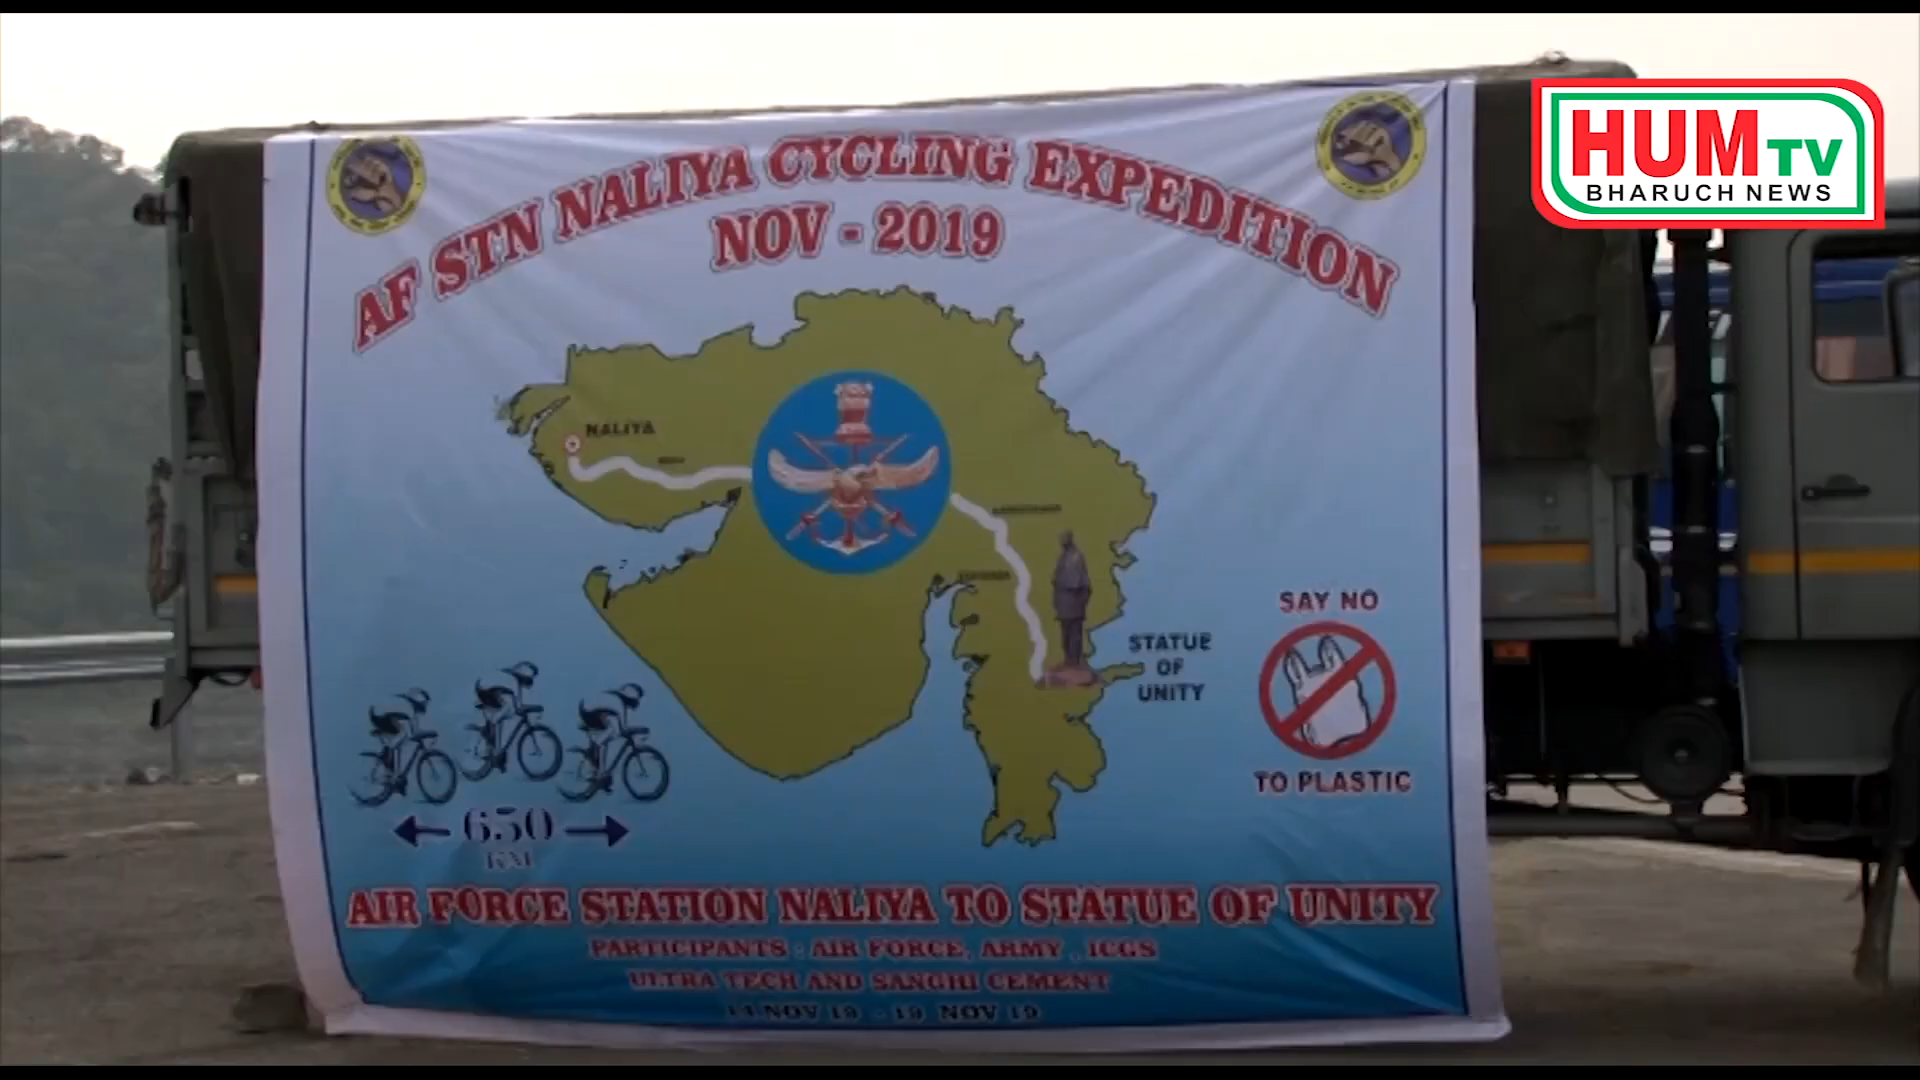 HUM TV
BHARUCH NEWS
AF STN NALIYA CYCLING EXPEDITION
NOV - 2019
NALIYA
STATUE
OF
UNITY
SAY NO
TO PLASTIC
650
KM
AIR FORCE STATION NALIYA TO STATUE OF UNITY
PARTICIPANTS : AIR FORCE, ARMY , ICGS
ULTRA TECH AND SANGHI CEMENT
14 NOV 19 - 19 NOV 19